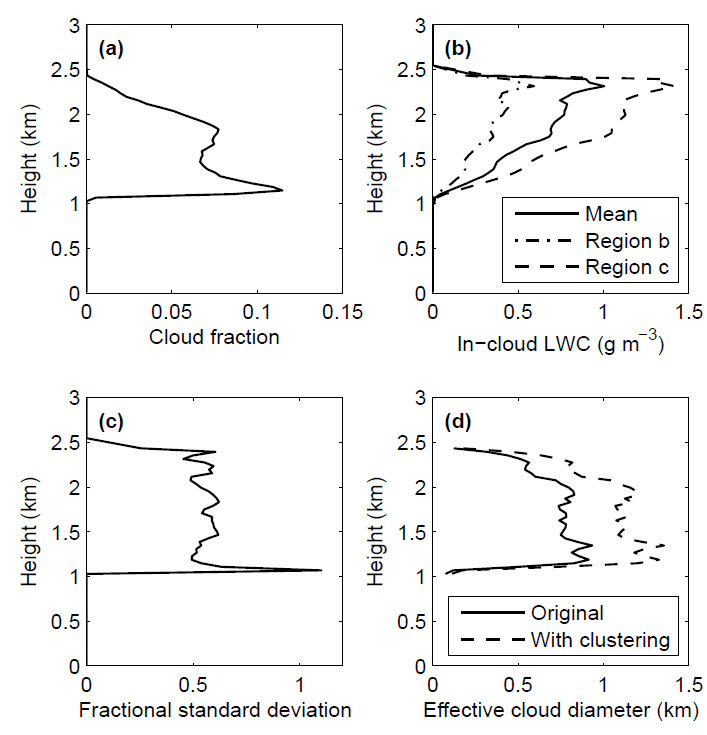 (a)
3
2.5
2
1.5
1
0.5
0
Height (km)
0 0.05 0.1 0.15
Cloud fraction
(b)
3
2.5
2
1.5
1
0.5
0
Height (km)
Mean
Region b
Region c
0 0.5 1 1.5
In−cloud LWC (g m⁻³)
(c)
3
2.5
2
1.5
1
0.5
0
Height (km)
0 0.5 1
Fractional standard deviation
(d)
3
2.5
2
1.5
1
0.5
0
Height (km)
Original
With clustering
0 0.5 1 1.5
Effective cloud diameter (km)